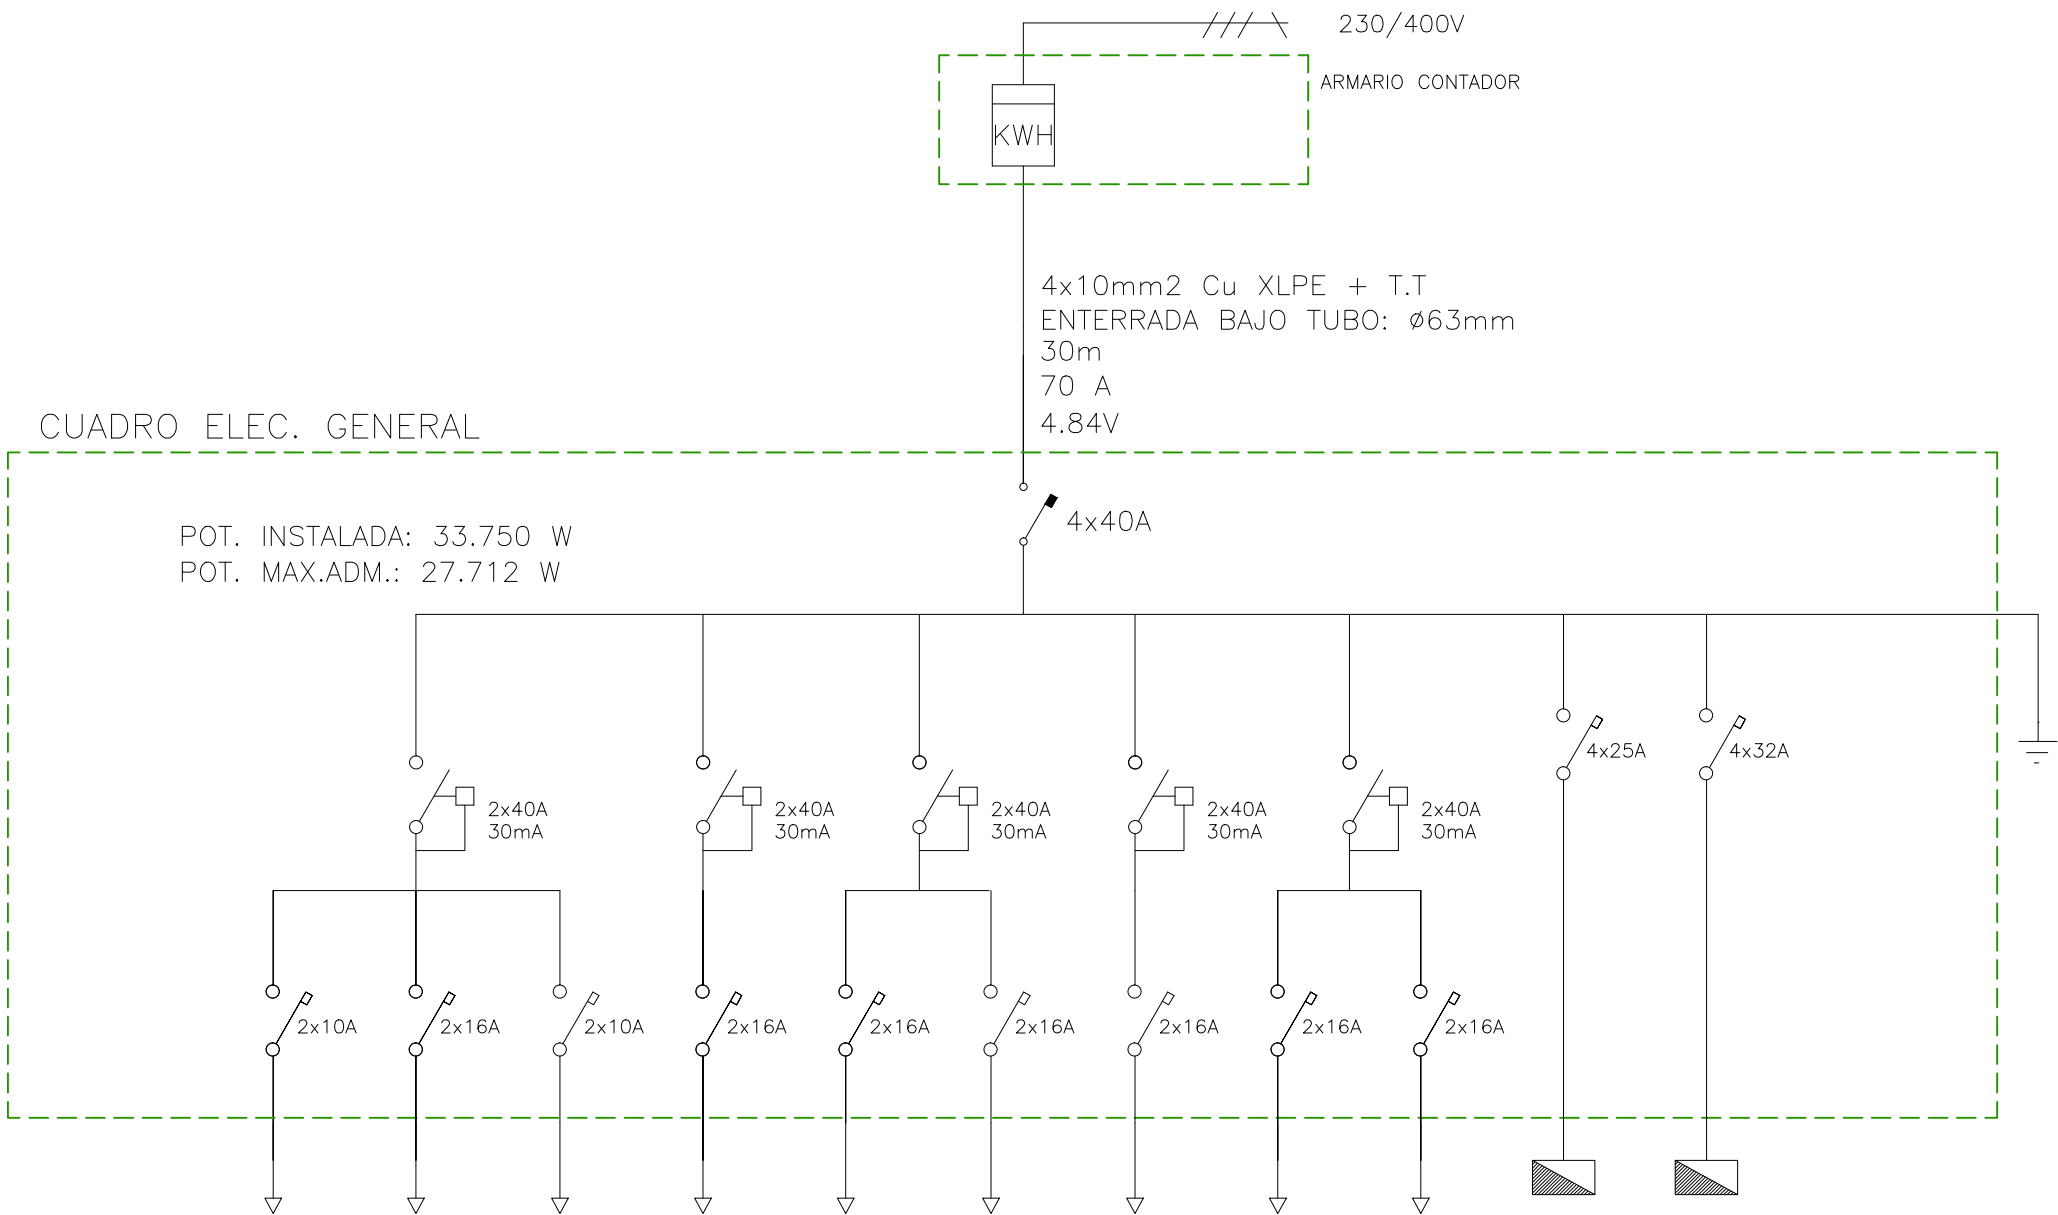 230/400V
ARMARIO CONTADOR
KWH
4x10mm2 Cu XLPE + T.T
ENTERRADA BAJO TUBO: ø63mm
30m
70 A
4.84V
CUADRO ELEC. GENERAL
4x40A
POT. INSTALADA: 33.750 W
POT. MAX.ADM.: 27.712 W
4x25A
4x32A
2x40A
30mA
2x40A
30mA
2x40A
30mA
2x40A
30mA
2x40A
30mA
2x10A
2x16A
2x10A
2x16A
2x16A
2x16A
2x16A
2x16A
2x16A